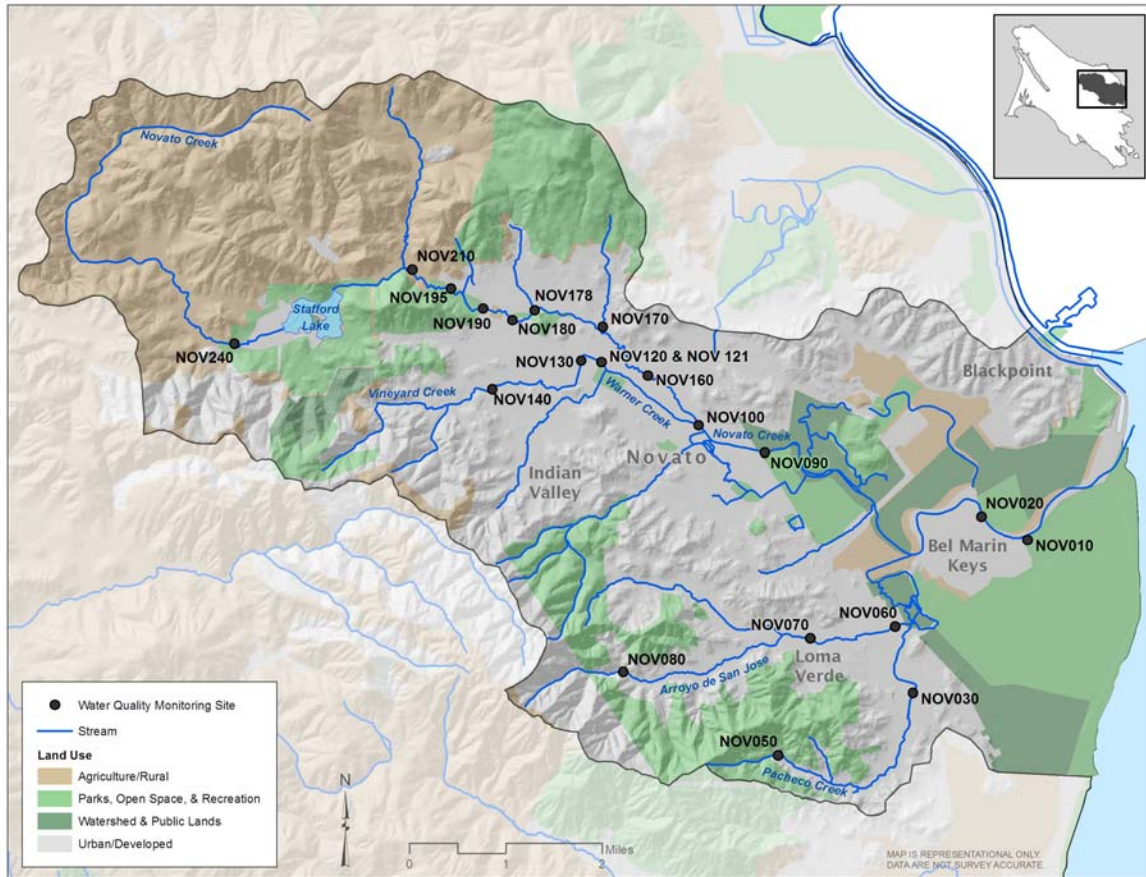 Novato Creek
NOV210
NOV195
NOV178
NOV190
NOV180
NOV170
Stafford
Lake
NOV240
NOV130
NOV120 & NOV 121
NOV160
Blackpoint
Vineyard Creek
NOV140
Warner Creek
NOV100
Novato Creek
Novato
NOV090
Indian
Valley
NOV020
Bel Marin
Keys
NOV010
NOV060
NOV070
Loma
Verde
NOV080
Arroyo de San Jose
NOV030
NOV050
Pacheco Creek
Water Quality Monitoring Site
Stream
Land Use
Agriculture/Rural
Parks, Open Space, & Recreation
Watershed & Public Lands
Urban/Developed
N
Miles
0 1 2
MAP IS REPRESENTATIONAL ONLY.
DATA ARE NOT SURVEY ACCURATE.